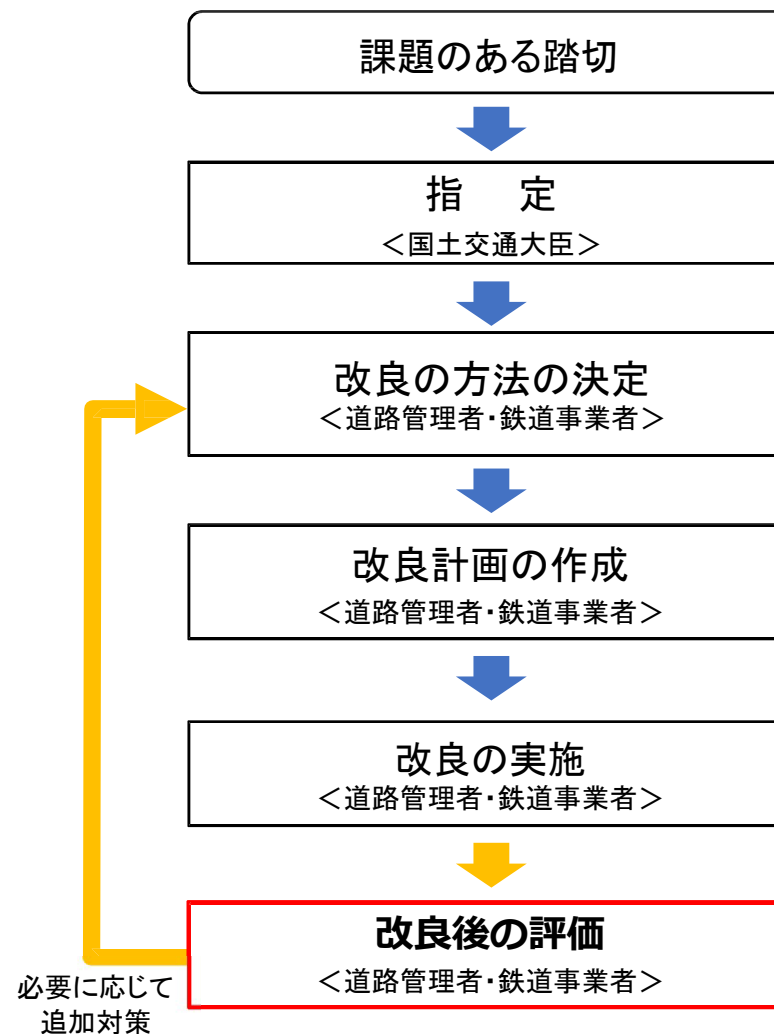 課題のある踏切
指　定
＜国土交通大臣＞
改良の方法の決定
＜道路管理者・鉄道事業者＞
改良計画の作成
＜道路管理者・鉄道事業者＞
改良の実施
＜道路管理者・鉄道事業者＞
改良後の評価
＜道路管理者・鉄道事業者＞
必要に応じて
追加対策